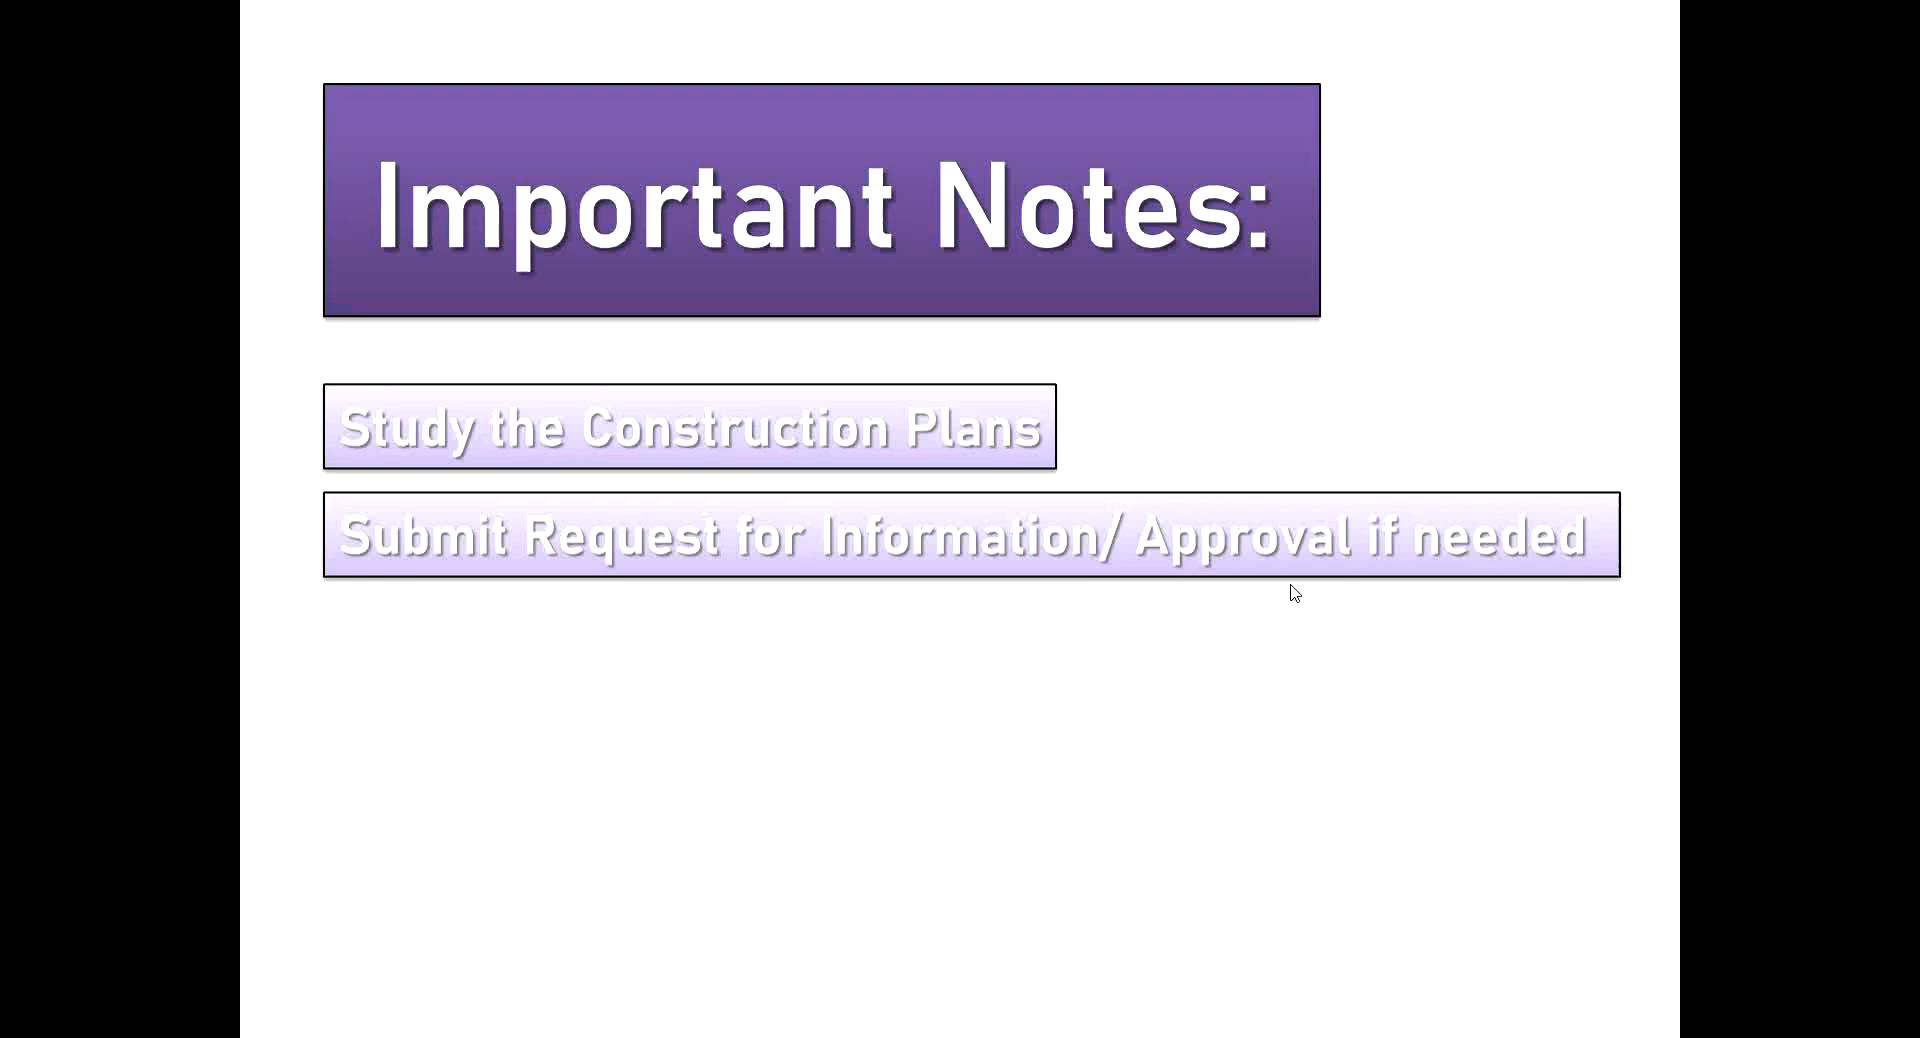 Important Notes:
Study the Construction Plans
Submit Request for Information/ Approval if needed